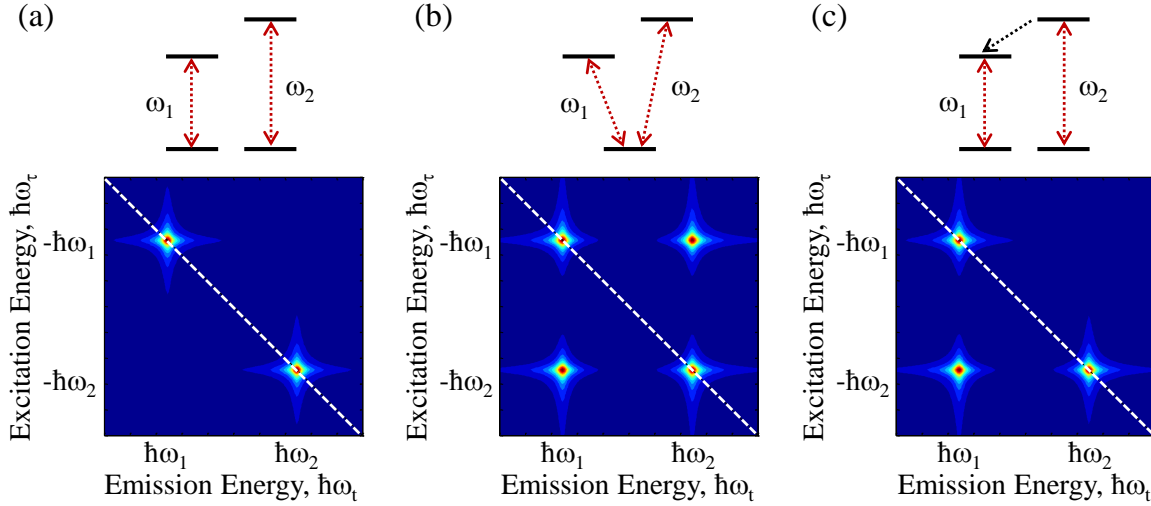 (a)
ω1
ω2
Excitation Energy, ħωτ
-ħω1
-ħω2
ħω1 ħω2
Emission Energy, ħωt
(b)
ω1
ω2
Excitation Energy, ħωτ
-ħω1
-ħω2
ħω1 ħω2
Emission Energy, ħωt
(c)
ω1
ω2
Excitation Energy, ħωτ
-ħω1
-ħω2
ħω1 ħω2
Emission Energy, ħωt